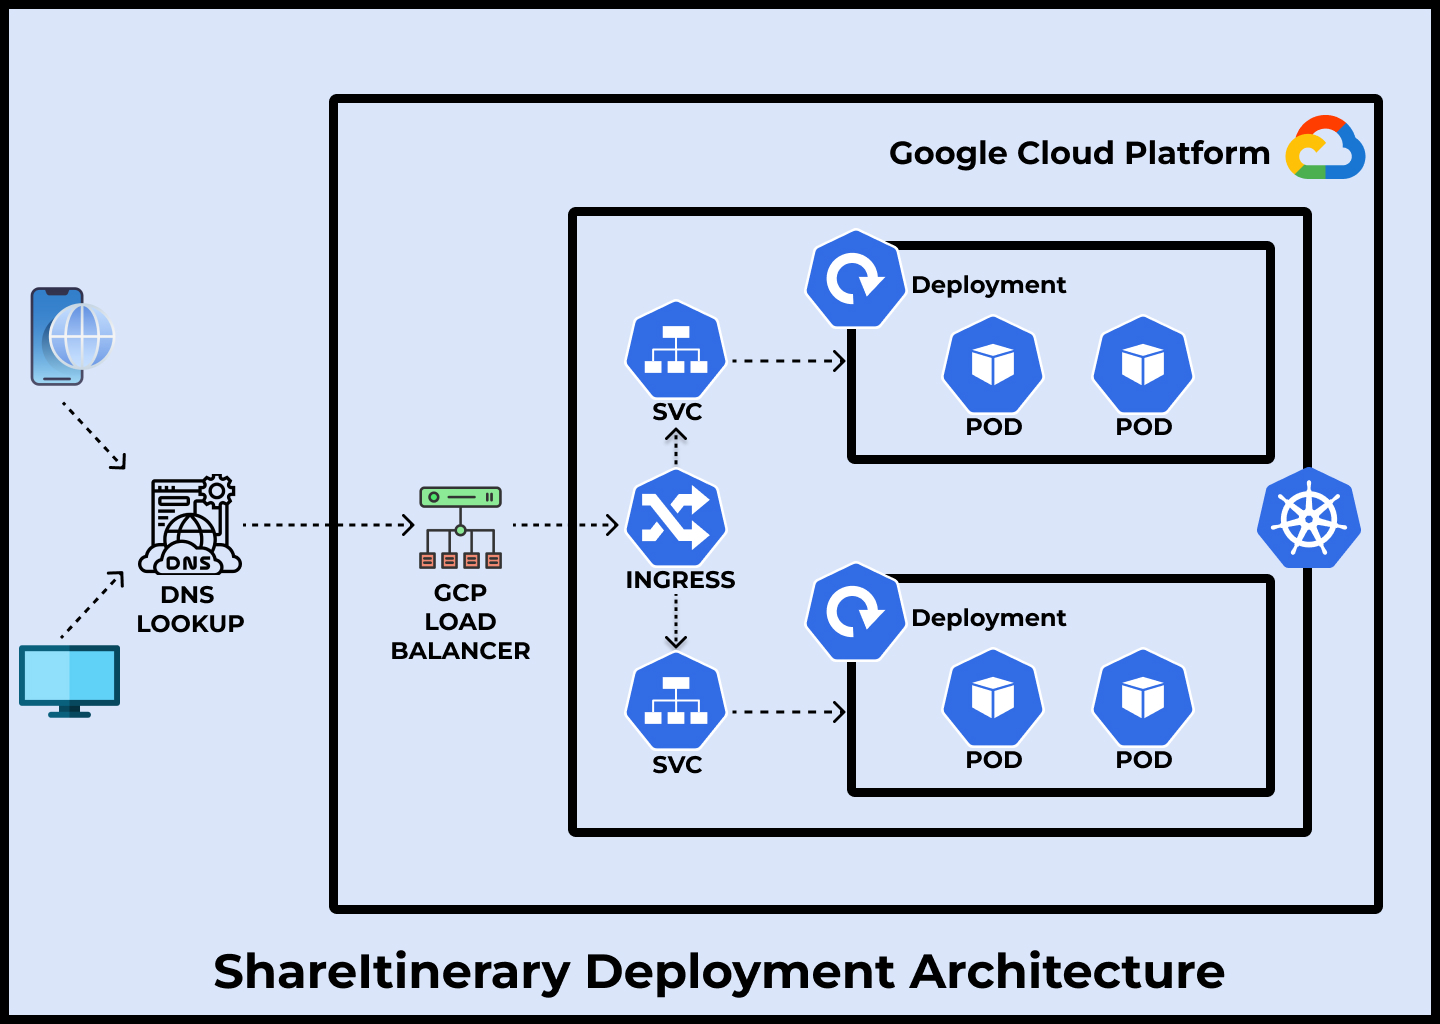 Google Cloud Platform
Deployment
SVC
POD
POD
DNS
DNS
LOOKUP
GCP
LOAD
BALANCER
INGRESS
Deployment
SVC
POD
POD
ShareItinerary Deployment Architecture